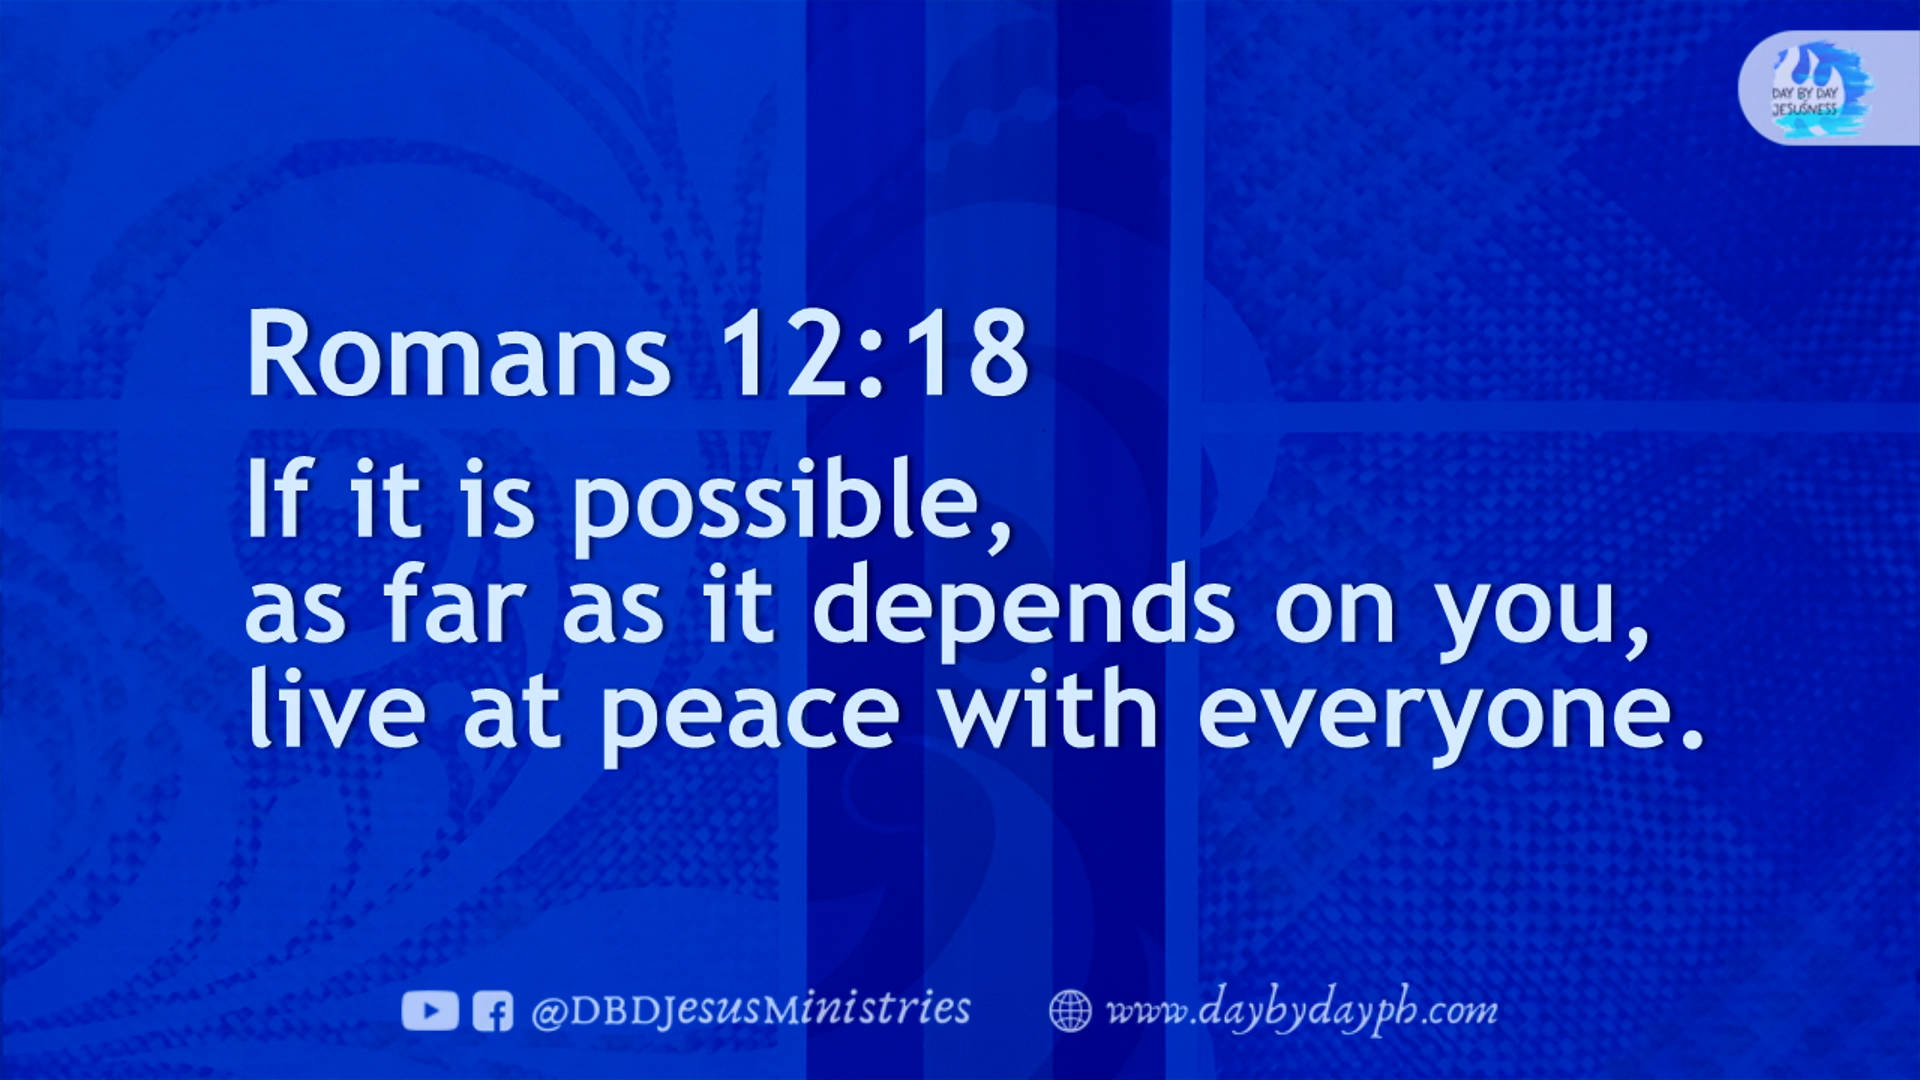 DAY BY DAY
JESUSNESS
Romans 12:18
If it is possible,
as far as it depends on you,
live at peace with everyone.
@DBDJesusMinistries
www.daybydayph.com